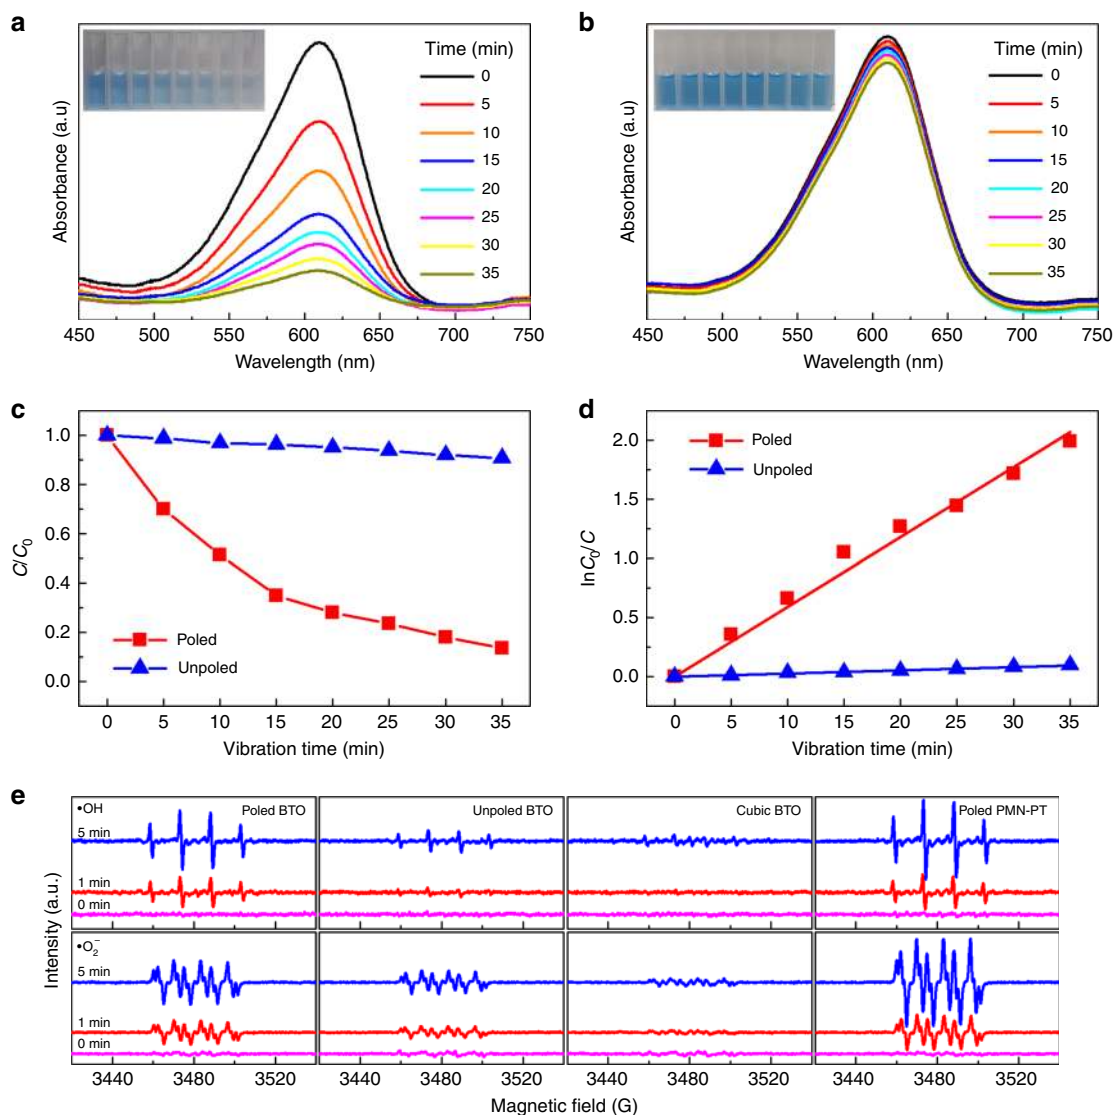 a
Absorbance (a.u)
Time (min)
0
5
10
15
20
25
30
35
450 500 550 600 650 700 750
Wavelength (nm)
b
Absorbance (a.u
Time (min)
0
5
10
15
20
25
30
35
450 500 550 600 650 700 750
Wavelength (nm)
c
C/C0
1.0
0.8
0.6
0.4
0.2
0.0
Poled
Unpoled
0 5 10 15 20 25 30 35
Vibration time (min)
d
lnC0/C
2.0
1.5
1.0
0.5
0.0
Poled
Unpoled
0 5 10 15 20 25 30 35
Vibration time (min)
e
Intensity (a.u.)
•OH
Poled BTO
Unpoled BTO
Cubic BTO
Poled PMN-PT
5 min
1 min
0 min
•O2−
5 min
1 min
0 min
3440 3480 3520 3440 3480 3520 3440 3480 3520 3440 3480 3520
Magnetic field (G)